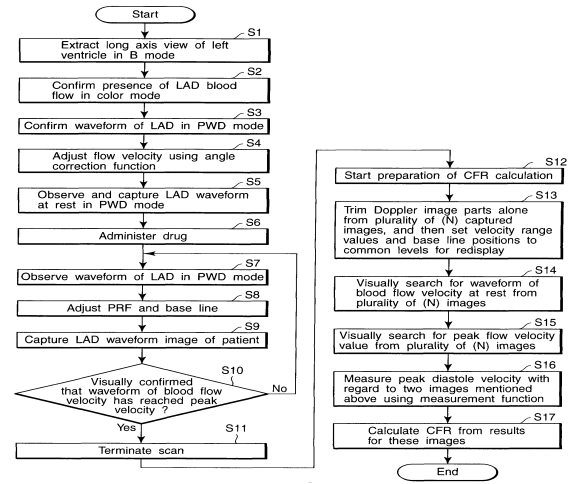 Start
S1
Extract long axis view of left
ventricle in B mode
S2
Confirm presence of LAD blood
flow in color mode
S3
Confirm waveform of LAD in PWD mode
S4
Adjust flow velocity using angle
correction function
S5
Observe and capture LAD waveform
at rest in PWD mode
S6
Administer drug
S7
Observe waveform of LAD in PWD mode
S8
Adjust PRF and base line
S9
Capture LAD waveform image of patient
S10
Visually confirmed
that waveform of blood flow
velocity has reached peak
velocity ?
No
Yes
S11
Terminate scan
S12
Start preparation of CFR calculation
S13
Trim Doppler image parts alone
from plurality of (N) captured
images, and then set velocity range
values and base line positions to
common levels for redisplay
S14
Visually search for waveform of
blood flow velocity at rest from
plurality of (N) images
S15
Visually search for peak flow velocity
value from plurality of (N) images
S16
Measure peak diastole velocity with
regard to two images mentioned
above using measurement function
S17
Calculate CFR from results
for these images
End